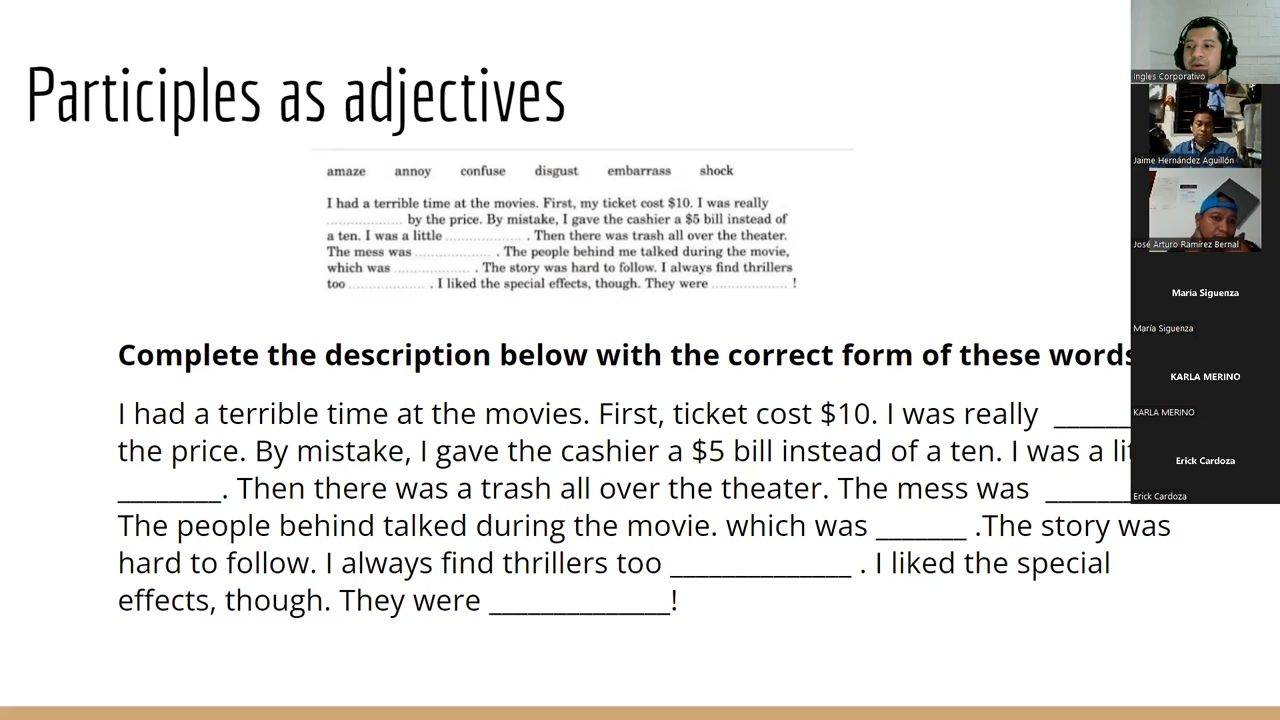 Participles as adjectives
amaze annoy confuse disgust embarrass shock
I had a terrible time at the movies. First, my ticket cost $10. I was really
.................. by the price. By mistake, I gave the cashier a $5 bill instead of
a ten. I was a little .................. . Then there was trash all over the theater.
The mess was .................. . The people behind me talked during the movie,
which was .................. . The story was hard to follow. I always find thrillers
too .................. . I liked the special effects, though. They were .................. !
Complete the description below with the correct form of these words
I had a terrible time at the movies. First, ticket cost $10. I was really ______
the price. By mistake, I gave the cashier a $5 bill instead of a ten. I was a
________. Then there was a trash all over the theater. The mess was ______
The people behind talked during the movie. which was _______ .The story was
hard to follow. I always find thrillers too ______________ . I liked the special
effects, though. They were ______________!
Ingles Corporativo
Jaime Hernández Aguillón
José Arturo Ramírez Bernal
Maria Siguenza
María Siguenza
KARLA MERINO
KARLA MERINO
Erick Cardoza
Erick Cardoza